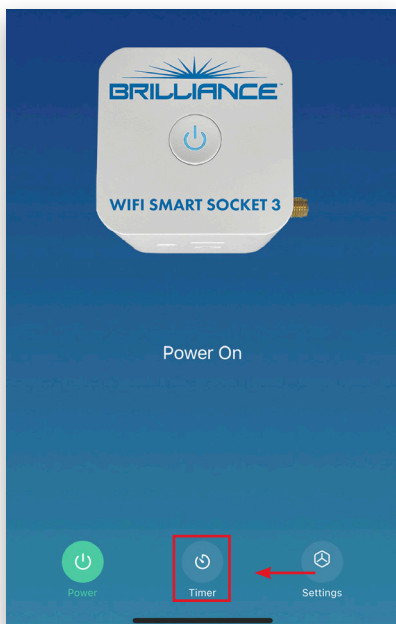 BRILLIANCE
WIFI SMART SOCKET 3
Power On
Power
Timer
Settings